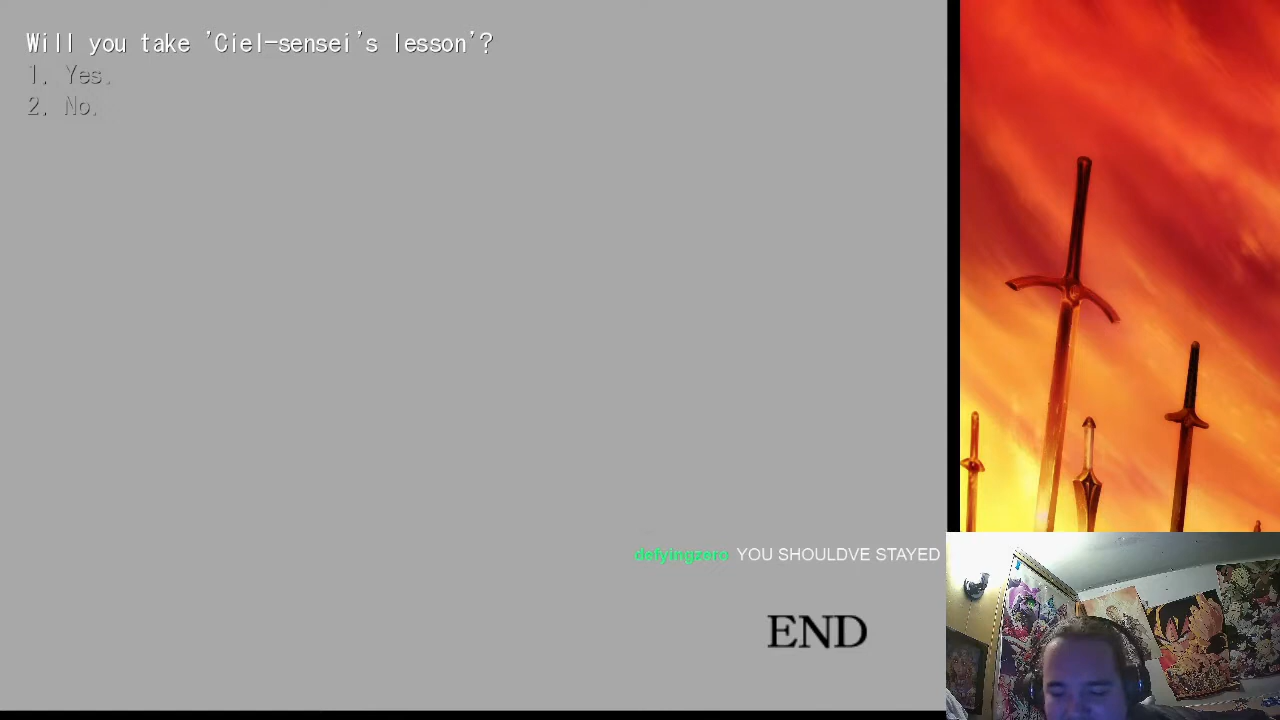 Will you take 'Ciel-sensei's lesson'?
1. Yes.
2. No.
defyingzero YOU SHOULDVE STAYED
END